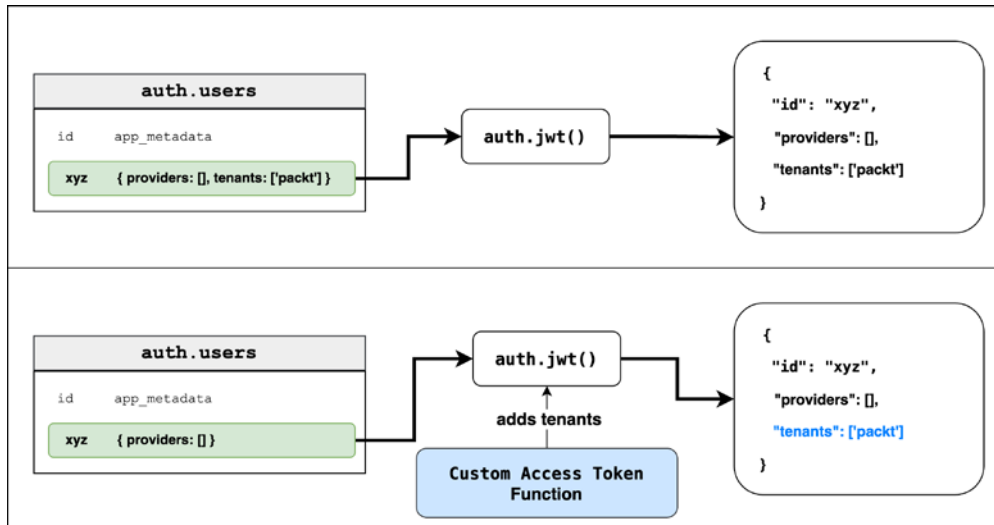 auth.users
id app_metadata
xyz { providers: [], tenants: ['packt'] }
auth.jwt()
{
"id": "xyz",
"providers": [],
"tenants": ['packt']
}
auth.users
id app_metadata
xyz { providers: [] }
auth.jwt()
adds tenants
Custom Access Token
Function
{
"id": "xyz",
"providers": [],
"tenants": ['packt']
}